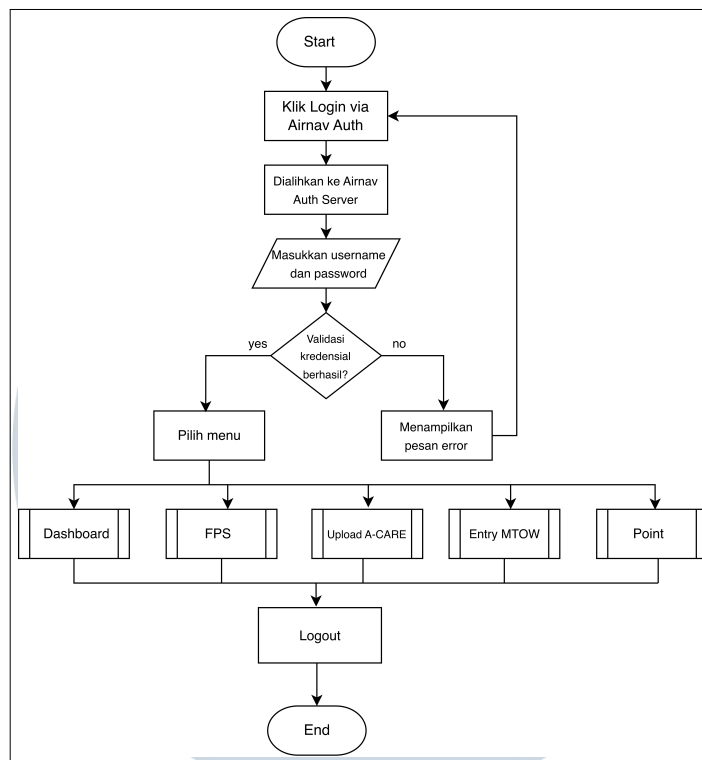 Start
Klik Login via
Airnav Auth
Dialihkan ke Airnav
Auth Server
Masukkan username
dan password
Validasi
kredensial
berhasil?
yes
no
Pilih menu
Menampilkan
pesan error
Dashboard
FPS
Upload A-CARE
Entry MTOW
Point
Logout
End